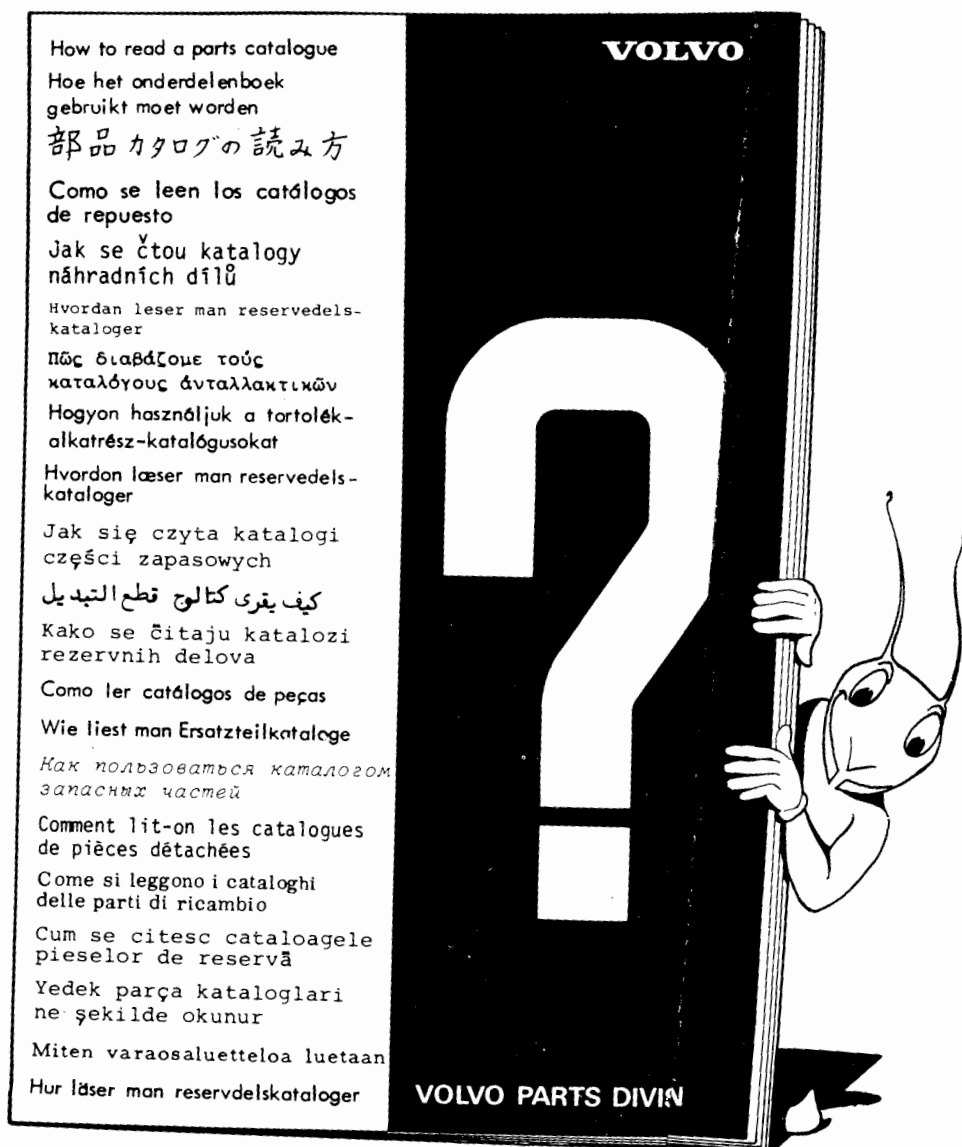 How to read a parts catalogue
Hoe het onderdelenboek
gebruikt moet worden
部品カタログの読み方
Como se leen los catálogos
de repuesto
Jak se čtou katalogy
náhradních dílů
Hvordan leser man reservedels-
kataloger
Πῶς διαβάζομε τούς
καταλόγους ἀνταλλακτικῶν
Hogyon használjuk a tortolék-
alkatrész-katalógusokat
Hvordon læser man reservedels-
kataloger
Jak się czyta katalogi
części zapasowych
كيف يقرى كتالوج قطع التبديل
Kako se čitaju katalozi
rezervnih delova
Como ler catálogos de peças
Wie liest man Ersatzteilkataloge
Как пользоваться каталогом
запасных частей
Comment lit-on les catalogues
de pièces détachées
Come si leggono i cataloghi
delle parti di ricambio
Cum se citesc cataloagele
pieselor de reservă
Yedek parça kataloglari
ne şekilde okunur
Miten varaosaluetteloa luetaan
Hur läser man reservdelskataloger
VOLVO
VOLVO PARTS DIVIN